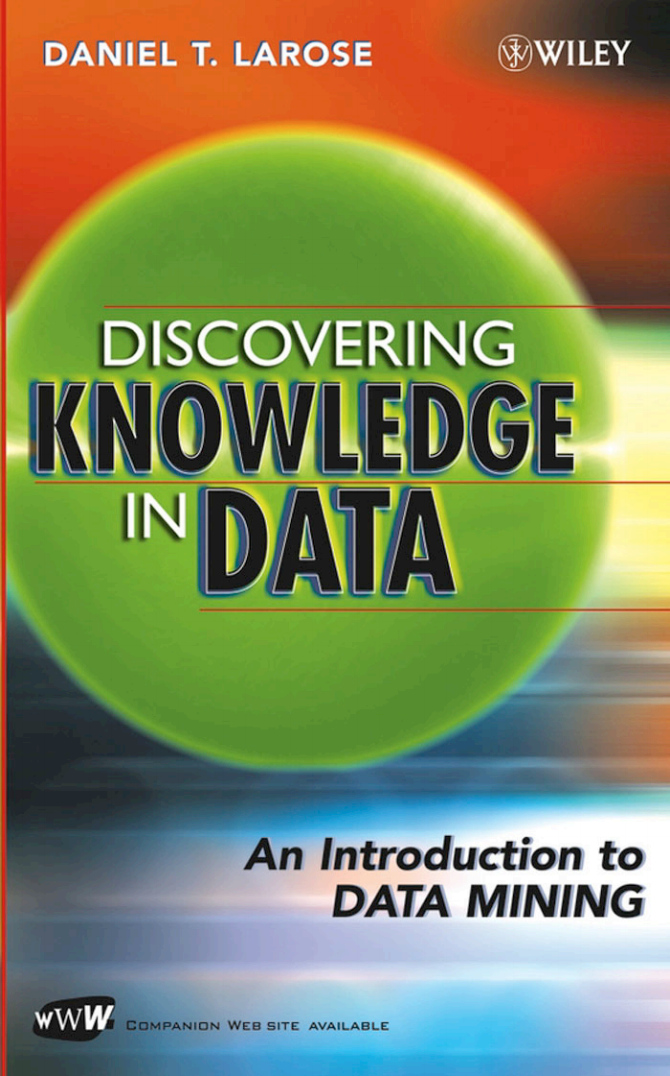 DANIEL T. LAROSE
WILEY
DISCOVERING
KNOWLEDGE
IN DATA
An Introduction to
DATA MINING
www COMPANION WEB SITE AVAILABLE